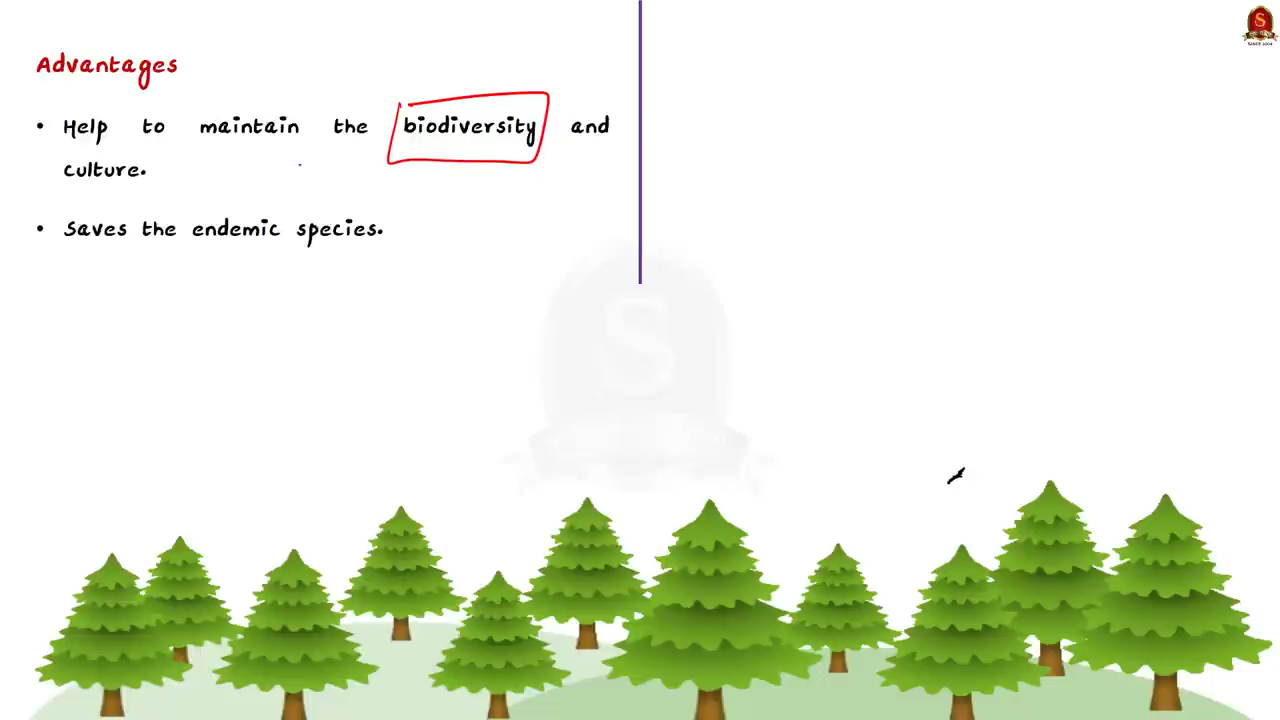 Advantages
• Help to maintain the biodiversity and
culture.
• Saves the endemic species.
S
S